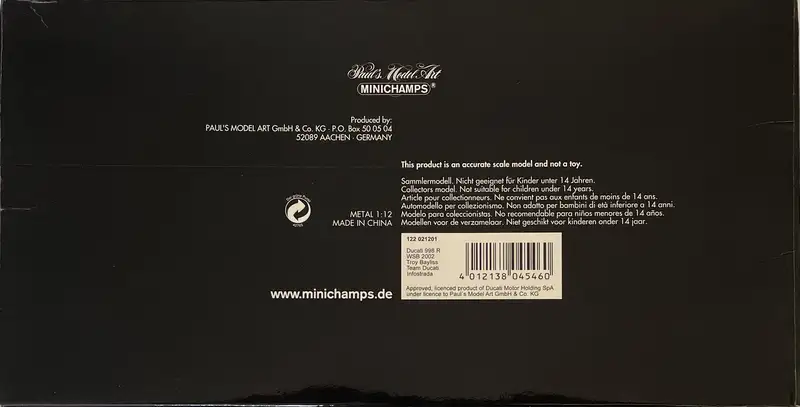 Paul's Model Art
MINICHAMPS®
Produced by:
PAUL'S MODEL ART GmbH & Co. KG · P.O. Box 50 05 04
52089 AACHEN · GERMANY
This product is an accurate scale model and not a toy.
Sammlermodell. Nicht geeignet für Kinder unter 14 Jahren.
Collectors model. Not suitable for children under 14 years.
Article pour collectionneurs. Ne convient pas aux enfants de moins de 14 ans.
Automodello per collezionismo. Non adatto per bambini di età inferiore a 14 anni.
Modelo para coleccionistas. No recomendable para niños menores de 14 años.
Modellen voor de verzamelaar. Niet geschikt voor kinderen onder 14 jaar.
METAL 1:12
MADE IN CHINA
122 021201
Ducati 998 R
WSB 2002
Troy Bayliss
Team Ducati
Infostrada
4 012138 045460
Approved, licenced product of Ducati Motor Holding SpA
under licence to Paul's Model Art GmbH & Co. KG
www.minichamps.de